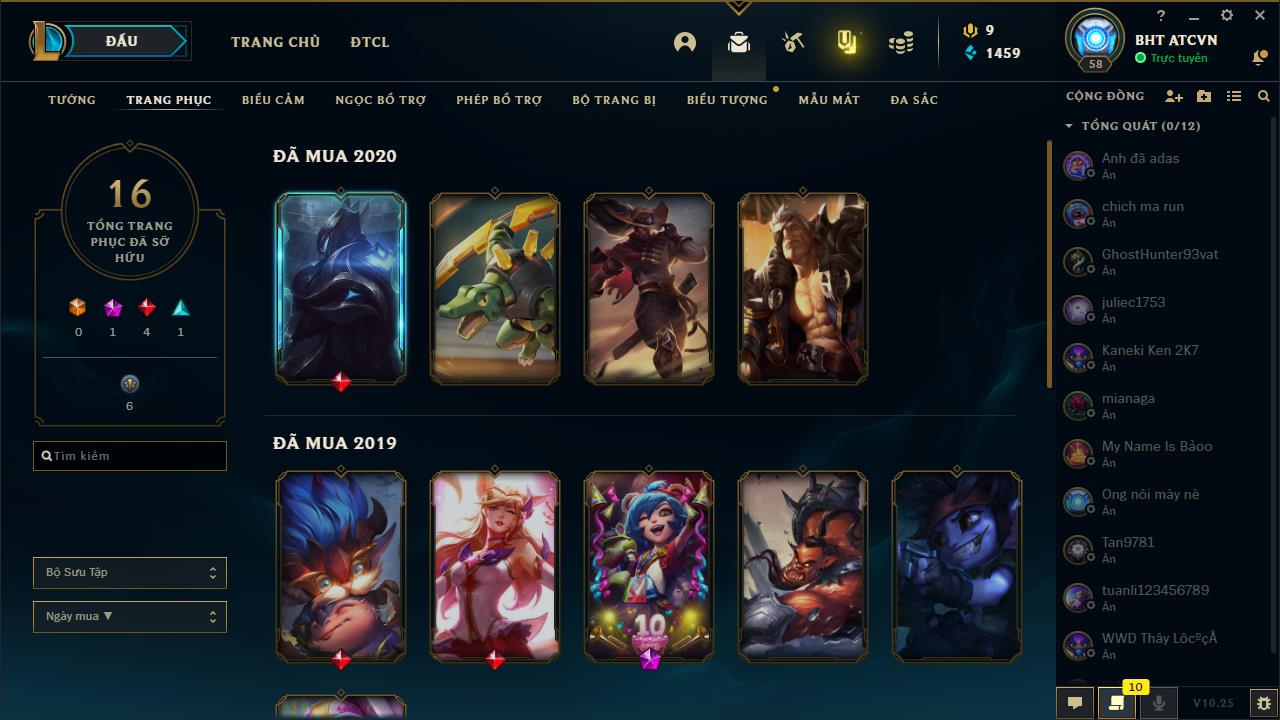 ĐẤU
TRANG CHỦ
ĐTCL
9
1459
?
58
BHT ATCVN
Trực tuyến
TƯỚNG
TRANG PHỤC
BIỂU CẢM
NGỌC BỔ TRỢ
PHÉP BỔ TRỢ
BỘ TRANG BỊ
BIỂU TƯỢNG
MẪU MẮT
ĐA SẮC
CỘNG ĐỒNG
TỔNG QUÁT (0/12)
16
TỔNG TRANG
PHỤC ĐÃ SỞ
HỮU
0
1
4
1
6
Tìm kiếm
Bộ Sưu Tập
Ngày mua ▼
ĐÃ MUA 2020
ĐÃ MUA 2019
10
Anh đã adas
Ẩn
chich ma run
Ẩn
GhostHunter93vat
Ẩn
juliec1753
Ẩn
Kaneki Ken 2K7
Ẩn
mianaga
Ẩn
My Name Is Bảoo
Ẩn
Ong nôi mày nè
Ẩn
Tan9781
Ẩn
tuanli123456789
Ẩn
WWD Thây LôcºçÅ
Ẩn
10
V10.25